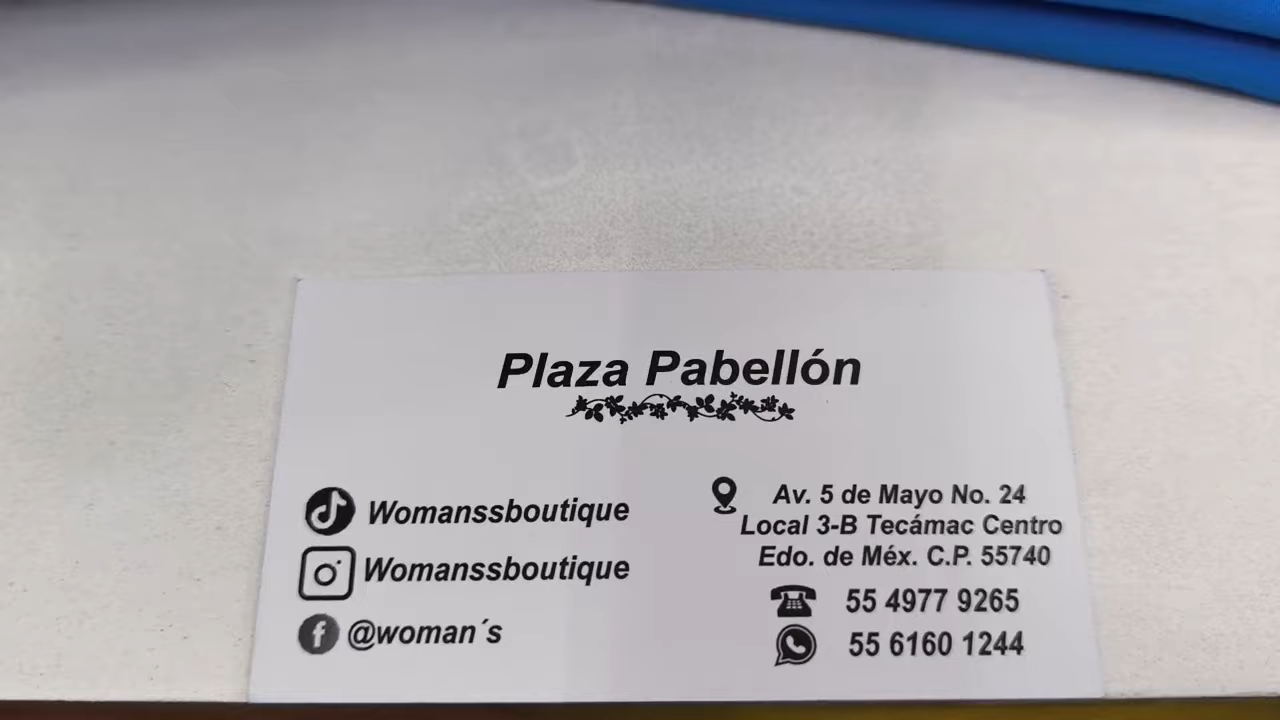 Plaza Pabellón
Womanssboutique
Womanssboutique
@woman´s
Av. 5 de Mayo No. 24
Local 3-B Tecámac Centro
Edo. de Méx. C.P. 55740
55 4977 9265
55 6160 1244